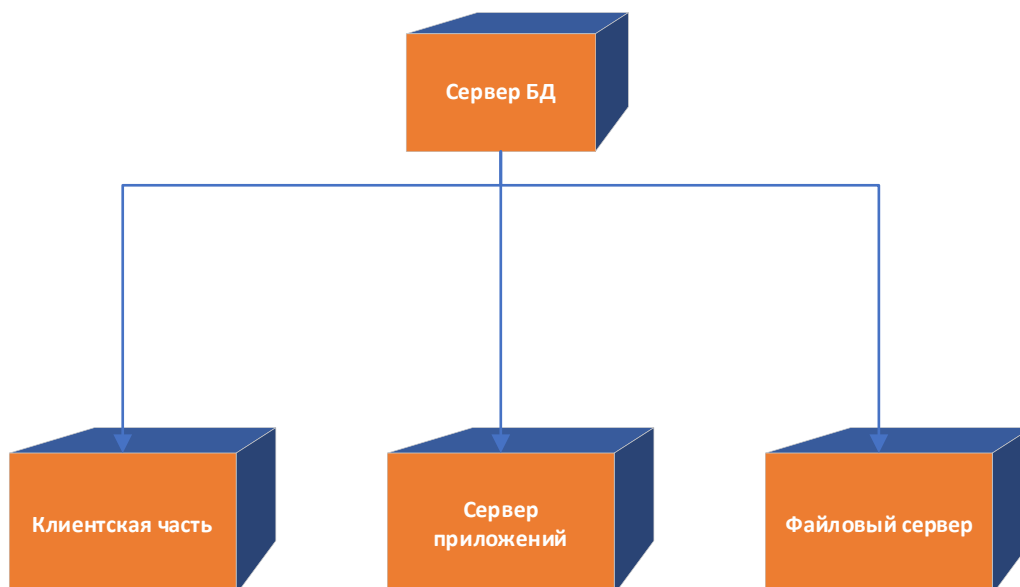 Сервер БД
Клиентская часть
Сервер
приложений
Файловый сервер